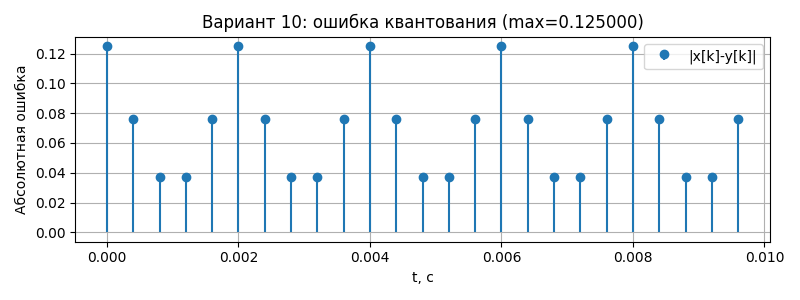 Вариант 10: ошибка квантования (max=0.125000)
|x[k]-y[k]|
Абсолютная ошибка
0.12
0.10
0.08
0.06
0.04
0.02
0.00
0.000 0.002 0.004 0.006 0.008 0.010
t, с